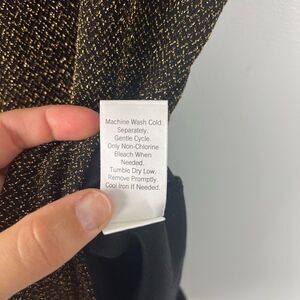 Machine Wash Cold
Separately.
Gentle Cycle.
Only Non-Chlorine
Bleach When
Needed.
Tumble Dry Low.
Remove Promptly.
Cool Iron If Needed.